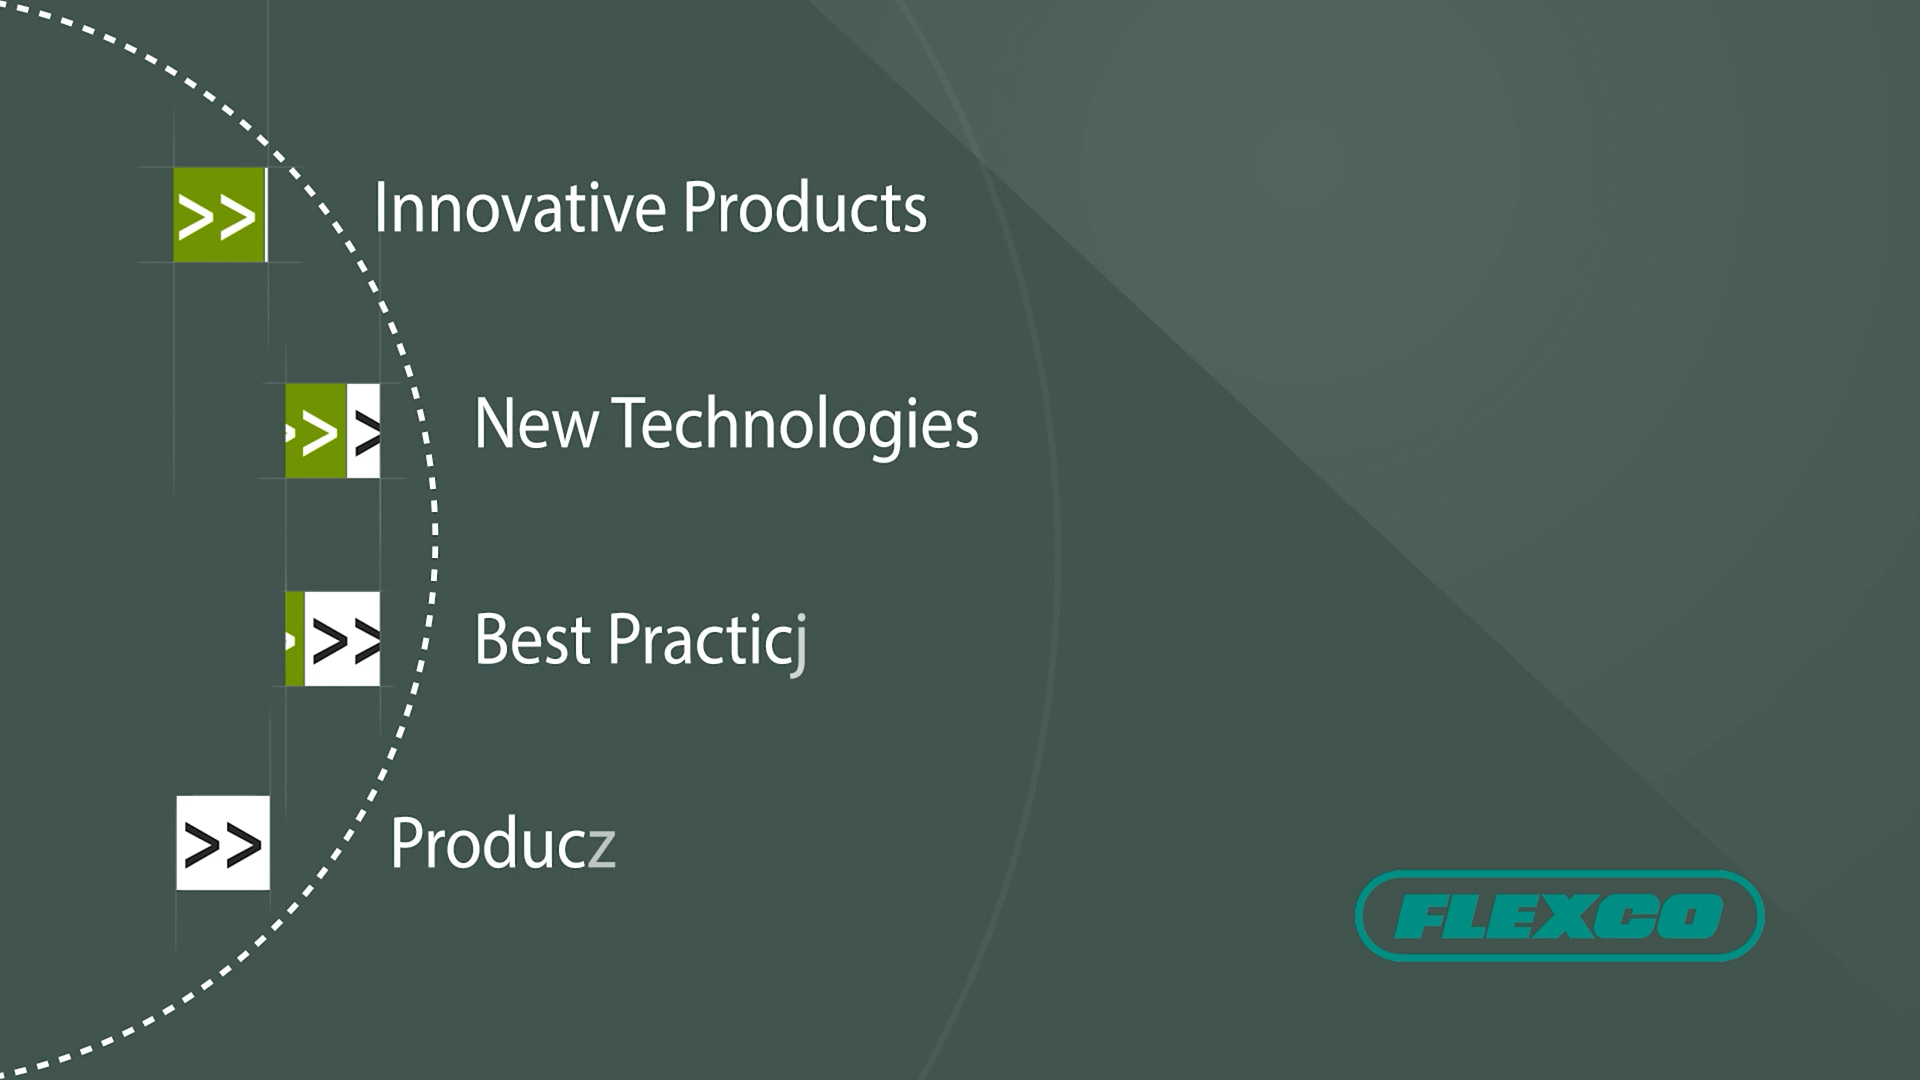 >> Innovative Products
>> > New Technologies
> >> Best Practicj
>> Producz
FLEXCO